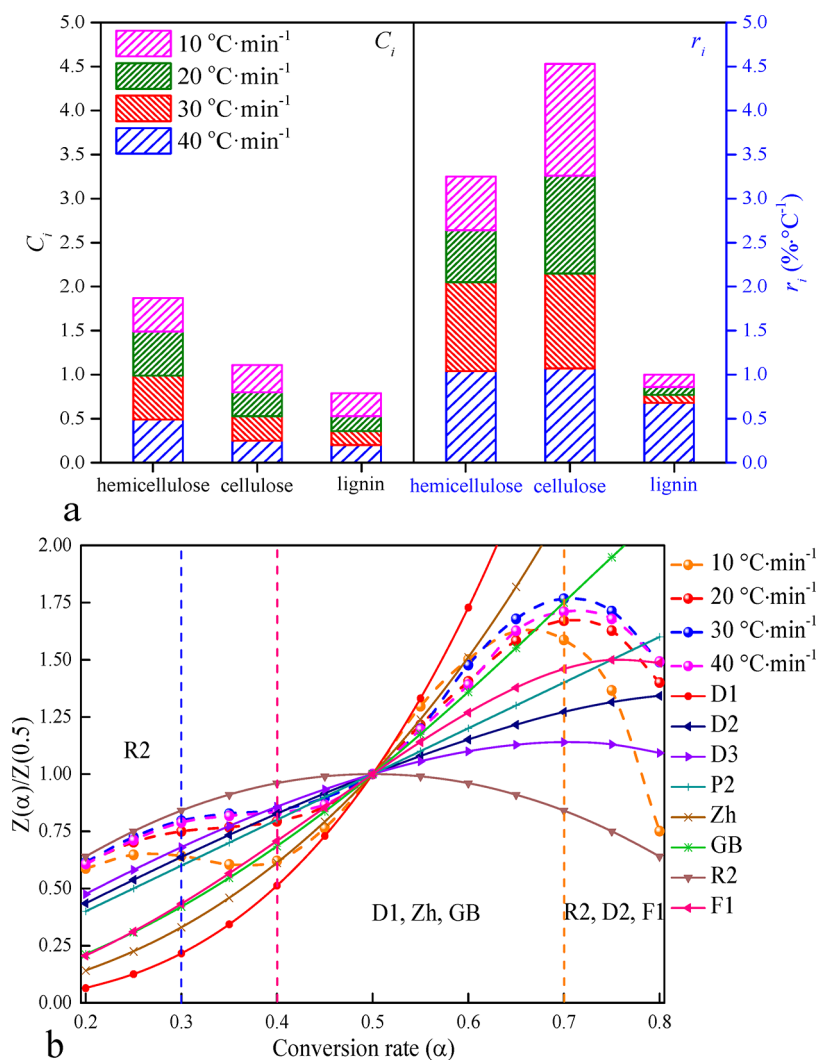 5.0
4.5
4.0
3.5
3.0
2.5
2.0
1.5
1.0
0.5
0.0
C_i
10 °C·min⁻¹
20 °C·min⁻¹
30 °C·min⁻¹
40 °C·min⁻¹
C_i
r_i
5.0
4.5
4.0
3.5
3.0
2.5
2.0
1.5
1.0
0.5
0.0
r_i (%·°C⁻¹)
hemicellulose cellulose lignin hemicellulose cellulose lignin
a
2.00
1.75
1.50
1.25
1.00
0.75
0.50
0.25
0.00
Z(α)/Z(0.5)
R2
D1, Zh, GB
R2, D2, F1
10 °C·min⁻¹
20 °C·min⁻¹
30 °C·min⁻¹
40 °C·min⁻¹
D1
D2
D3
P2
Zh
GB
R2
F1
0.2 0.3 0.4 0.5 0.6 0.7 0.8
b
Conversion rate (α)